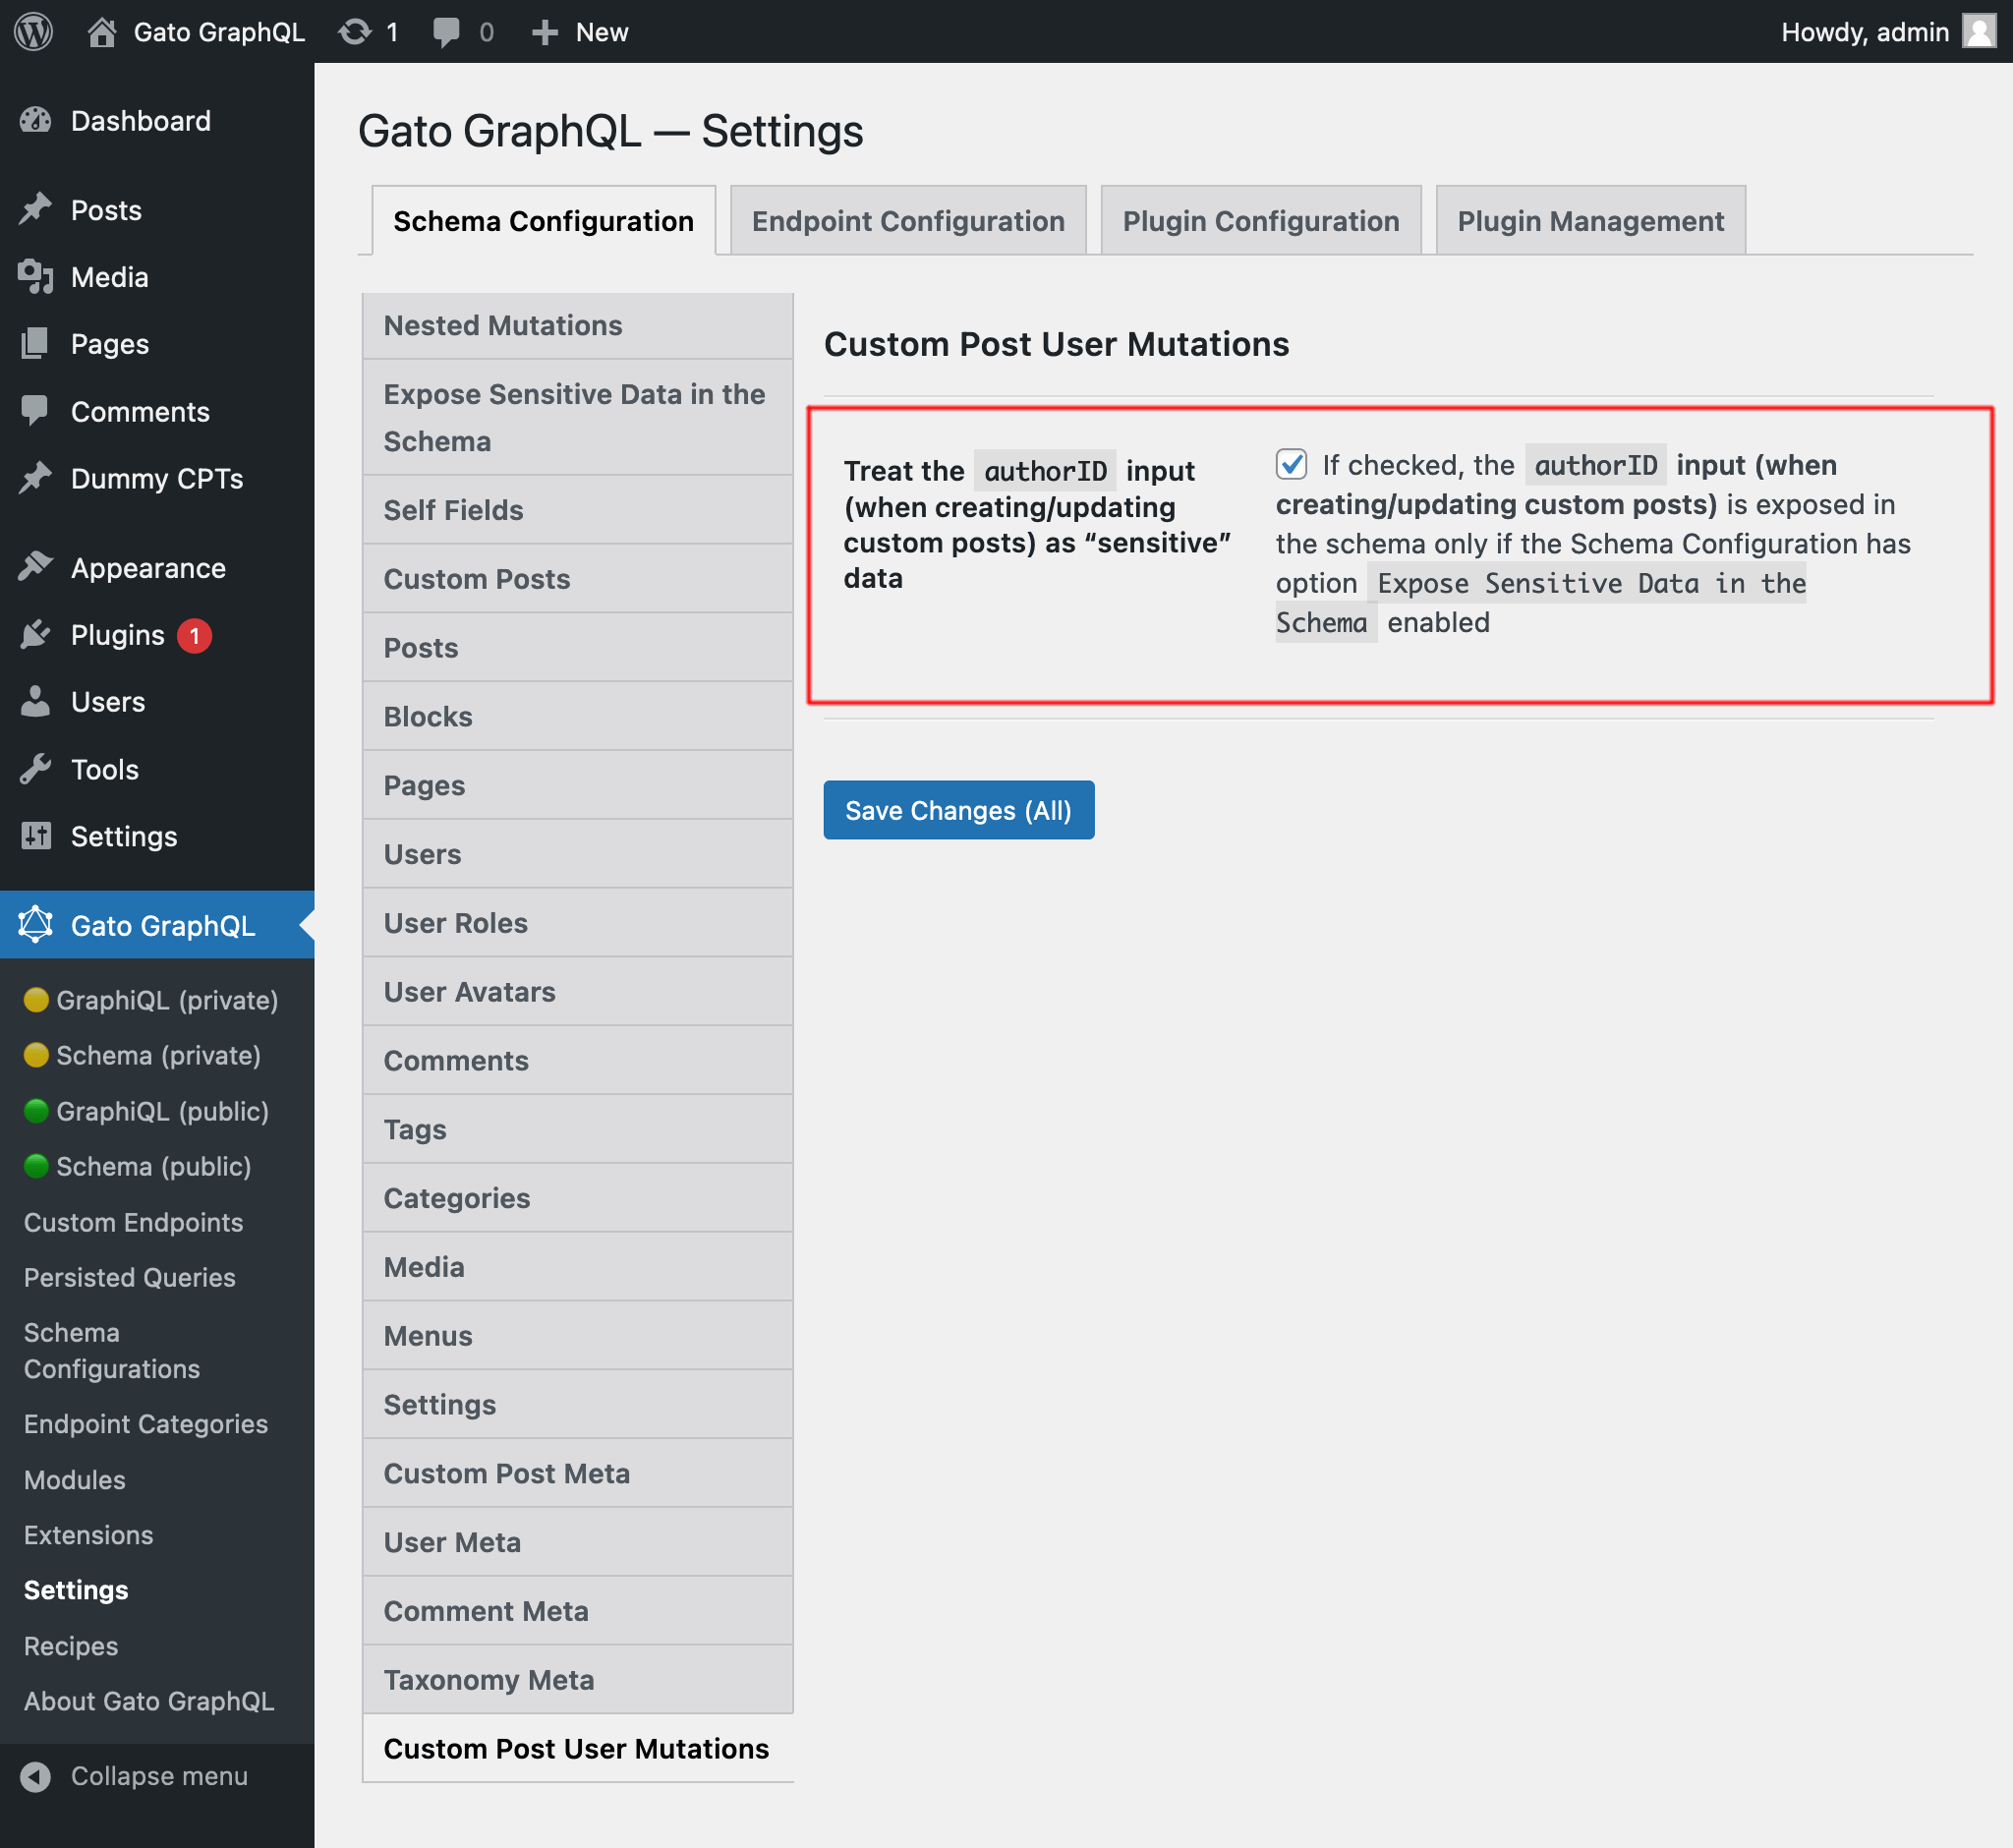 Gato GraphQL 1 0 New Howdy, admin
Dashboard
Posts
Media
Pages
Comments
Dummy CPTs
Appearance
Plugins 1
Users
Tools
Settings
Gato GraphQL
GraphiQL (private)
Schema (private)
GraphiQL (public)
Schema (public)
Custom Endpoints
Persisted Queries
Schema
Configurations
Endpoint Categories
Modules
Extensions
Settings
Recipes
About Gato GraphQL
Collapse menu
Gato GraphQL — Settings
Schema Configuration Endpoint Configuration Plugin Configuration Plugin Management
Nested Mutations
Expose Sensitive Data in the
Schema
Self Fields
Custom Posts
Posts
Blocks
Pages
Users
User Roles
User Avatars
Comments
Tags
Categories
Media
Menus
Settings
Custom Post Meta
User Meta
Comment Meta
Taxonomy Meta
Custom Post User Mutations
Custom Post User Mutations
Treat the authorID input
(when creating/updating
custom posts) as “sensitive”
data
If checked, the authorID input (when
creating/updating custom posts) is exposed in
the schema only if the Schema Configuration has
option Expose Sensitive Data in the
Schema enabled
Save Changes (All)